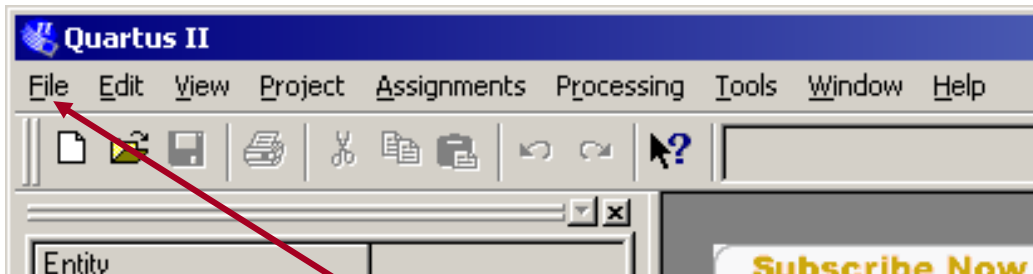 Quartus II
File Edit View Project Assignments Processing Tools Window Help
?
Entity
Subscribe Now